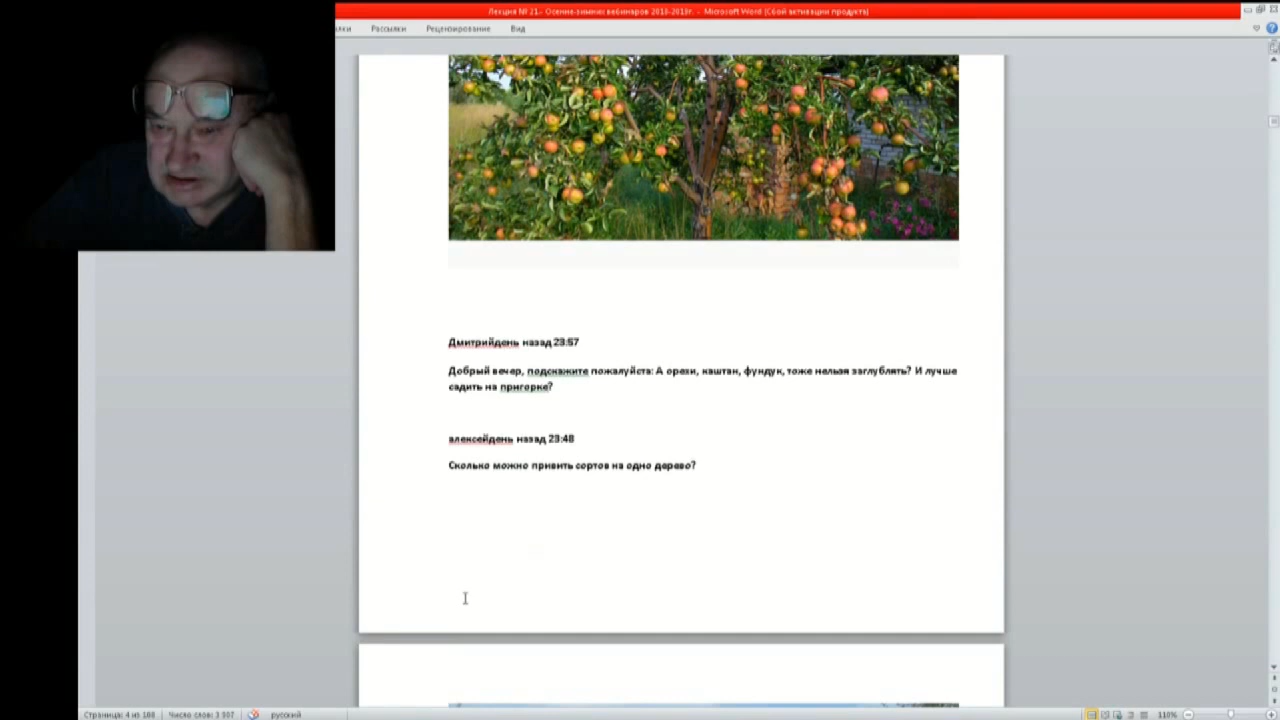 Лекция № 21.- Осенне-зимних вебинаров 2018-2019г. - Microsoft Word (Сбой активации продукта)
Рассылки Рецензирование Вид
Дмитрийдень назад 23:57
Добрый вечер, подскажите пожалуйста: А орехи, каштан, фундук, тоже нельзя заглублять? И лучше
садить на пригорке?
алексейдень назад 23:48
Сколько можно привить сортов на одно дерево?
Страница: 4 из 108 Число слов: 3 907 русский 110%